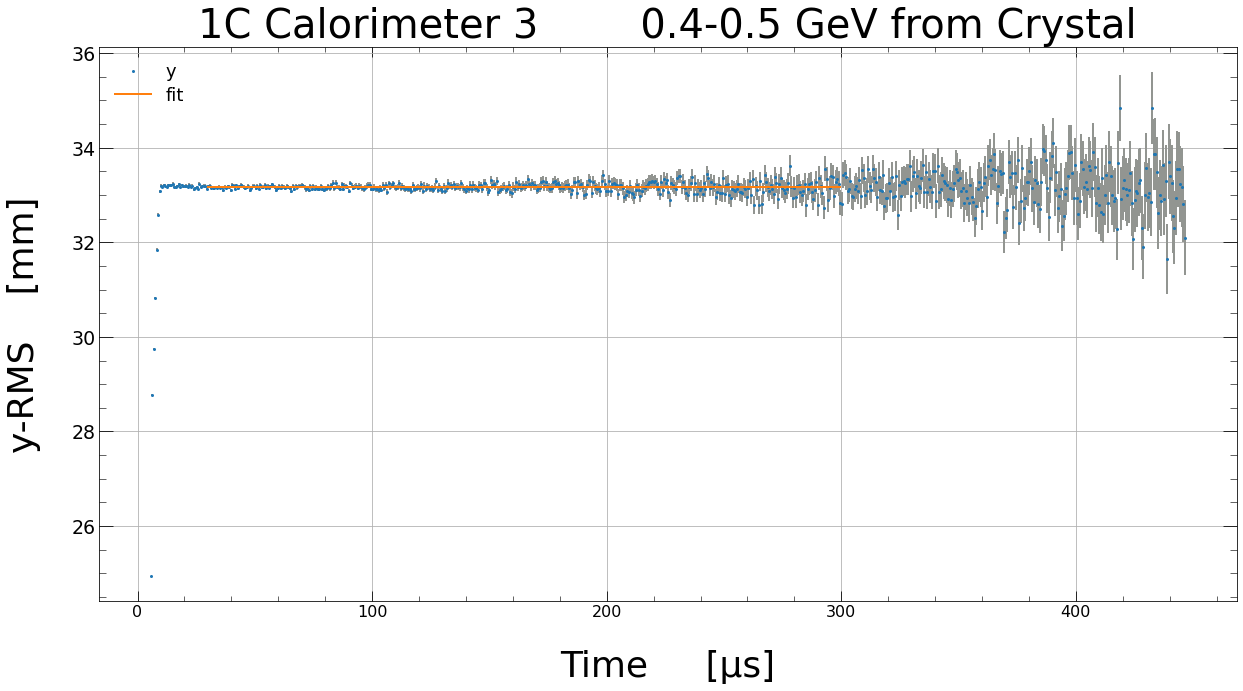 1C Calorimeter 3 0.4-0.5 GeV from Crystal
y
fit
y-RMS [mm]
36
34
32
30
28
26
0 100 200 300 400
Time [μs]